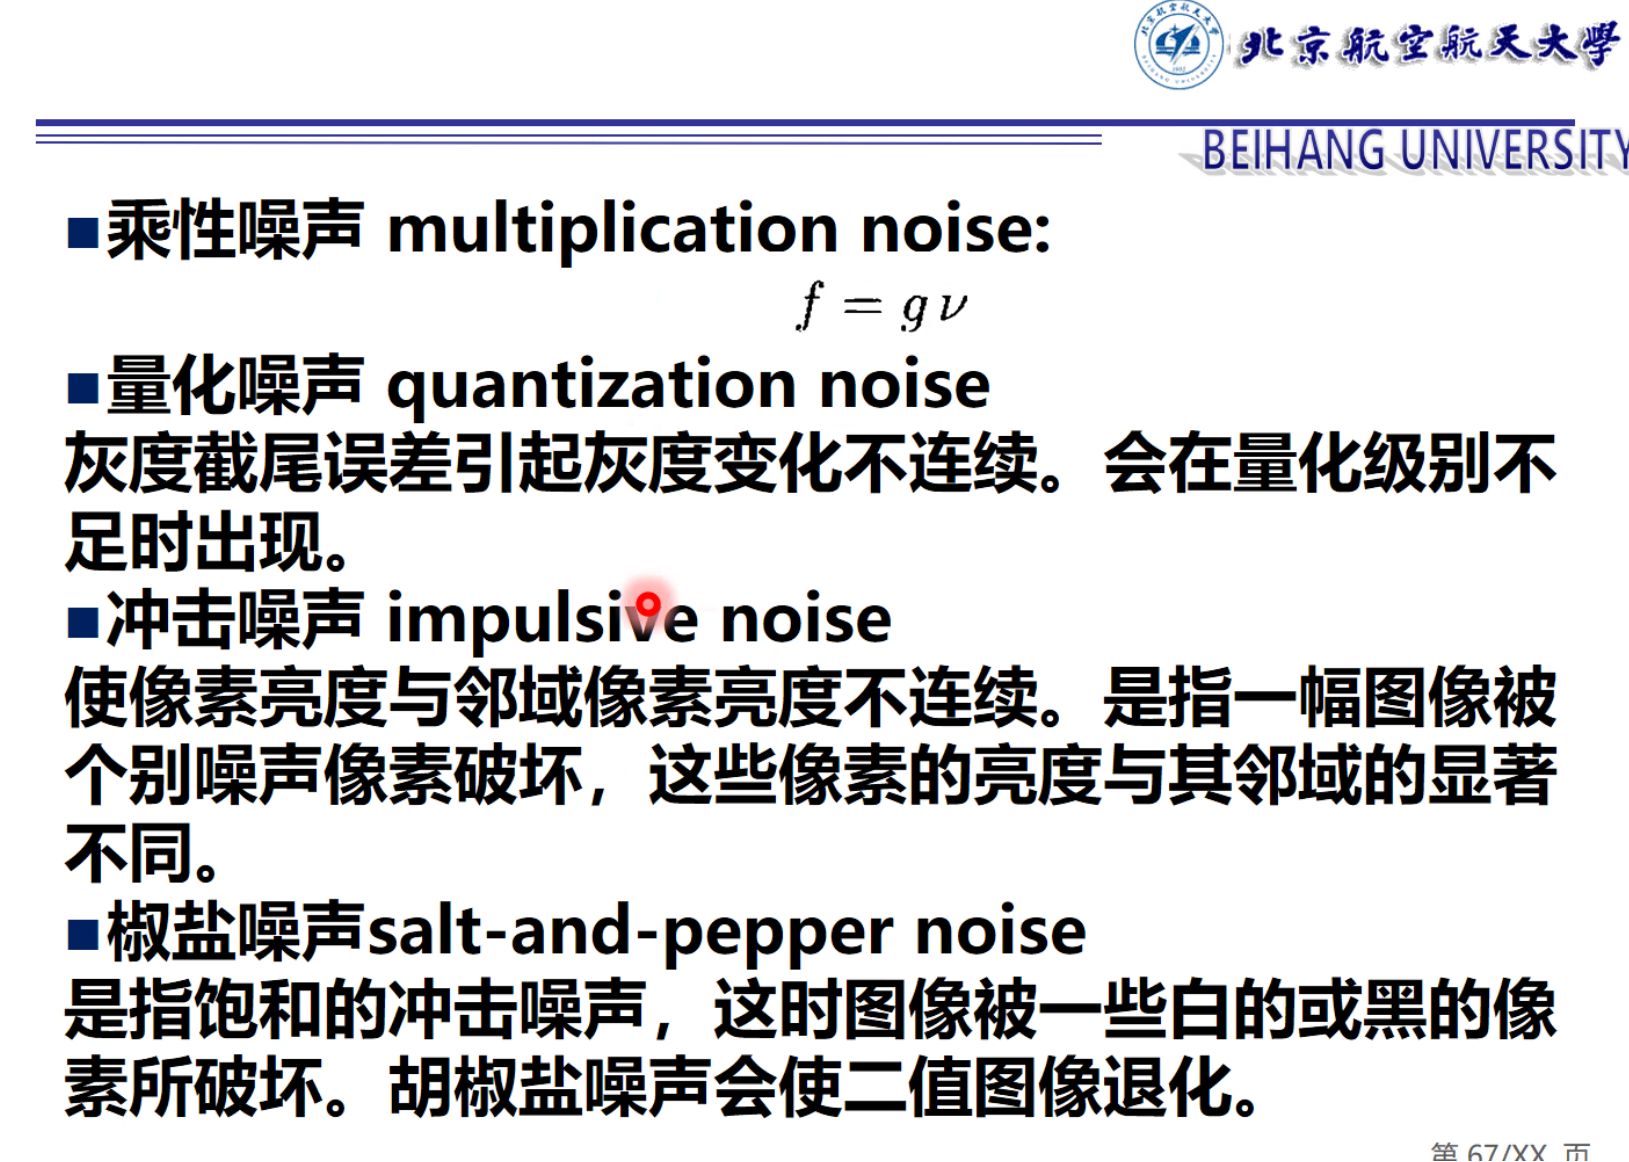 北京航空航天大學
BEIHANG UNIVERSITY
■乘性噪声 multiplication noise:
f = g ν
■量化噪声 quantization noise
灰度截尾误差引起灰度变化不连续。会在量化级别不
足时出现。
■冲击噪声 impulsive noise
使像素亮度与邻域像素亮度不连续。是指一幅图像被
个别噪声像素破坏，这些像素的亮度与其邻域的显著
不同。
■椒盐噪声salt-and-pepper noise
是指饱和的冲击噪声，这时图像被一些白的或黑的像
素所破坏。胡椒盐噪声会使二值图像退化。
第 67/XX 页